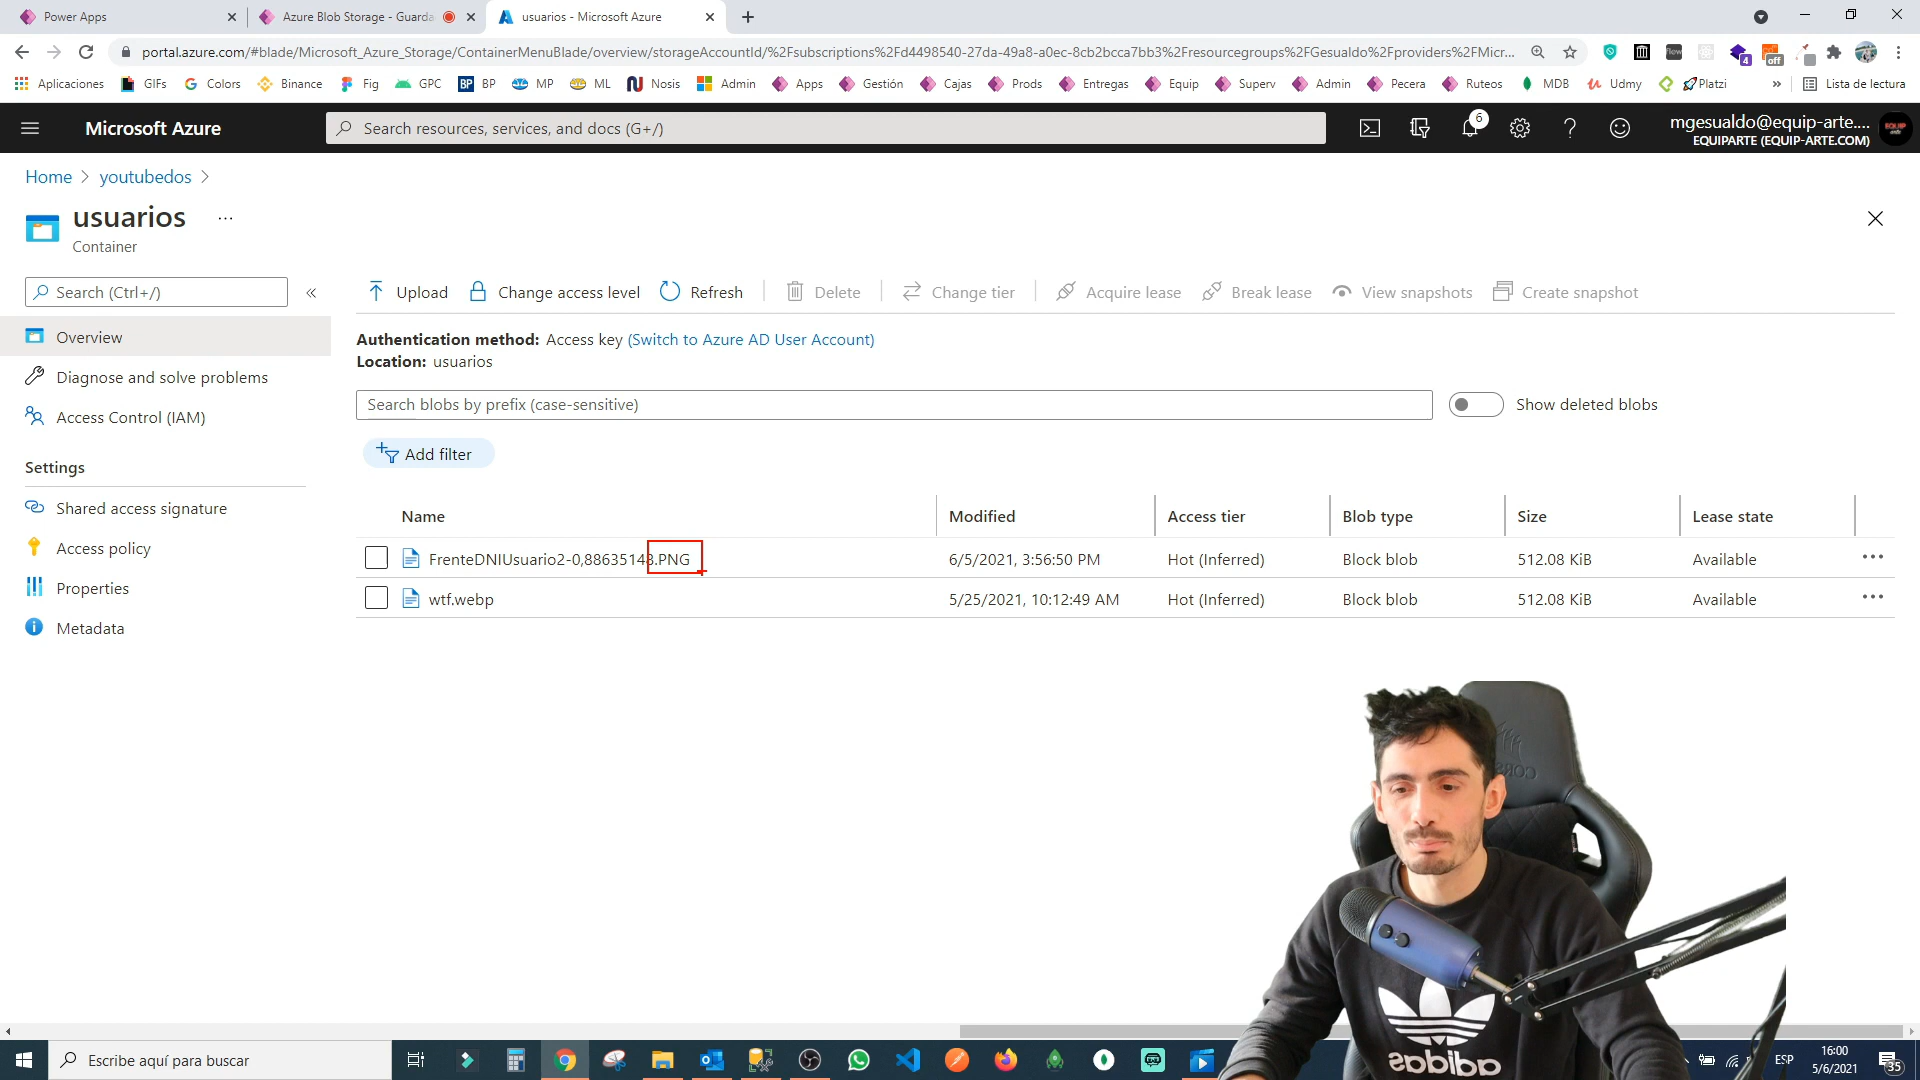 Power Apps
Azure Blob Storage - Guarda
usuarios - Microsoft Azure
portal.azure.com/#blade/Microsoft_Azure_Storage/ContainerMenuBlade/overview/storageAccountId/%2Fsubscriptions%2Fd4498540-27da-49a8-a0ec-8cb2bcca7bb3%2Fresourcegroups%2FGesualdo%2Fproviders%2FMicr...
4
off
Aplicaciones GIFs Colors Binance Fig GPC BP BP MP ML Nosis Admin Apps Gestión Cajas Prods Entregas Equip Superv Admin Pecera Ruteos MDB Udmy Platzi » Lista de lectura
Microsoft Azure
Search resources, services, and docs (G+/)
6
mgesualdo@equip-arte....
EQUIPARTE (EQUIP-ARTE.COM)
Home > youtubedos >
usuarios ...
Container
Search (Ctrl+/) «
Upload Change access level Refresh Delete Change tier Acquire lease Break lease View snapshots Create snapshot
Overview
Diagnose and solve problems
Access Control (IAM)
Settings
Shared access signature
Access policy
Properties
Metadata
Authentication method: Access key (Switch to Azure AD User Account)
Location: usuarios
Search blobs by prefix (case-sensitive)
Show deleted blobs
Add filter
Name Modified Access tier Blob type Size Lease state
FrenteDNIUsuario2-0,88635148.PNG 6/5/2021, 3:56:50 PM Hot (Inferred) Block blob 512.08 KiB Available ...
wtf.webp 5/25/2021, 10:12:49 AM Hot (Inferred) Block blob 512.08 KiB Available ...
adidas
Escribe aquí para buscar
ESP
16:00
5/6/2021
35